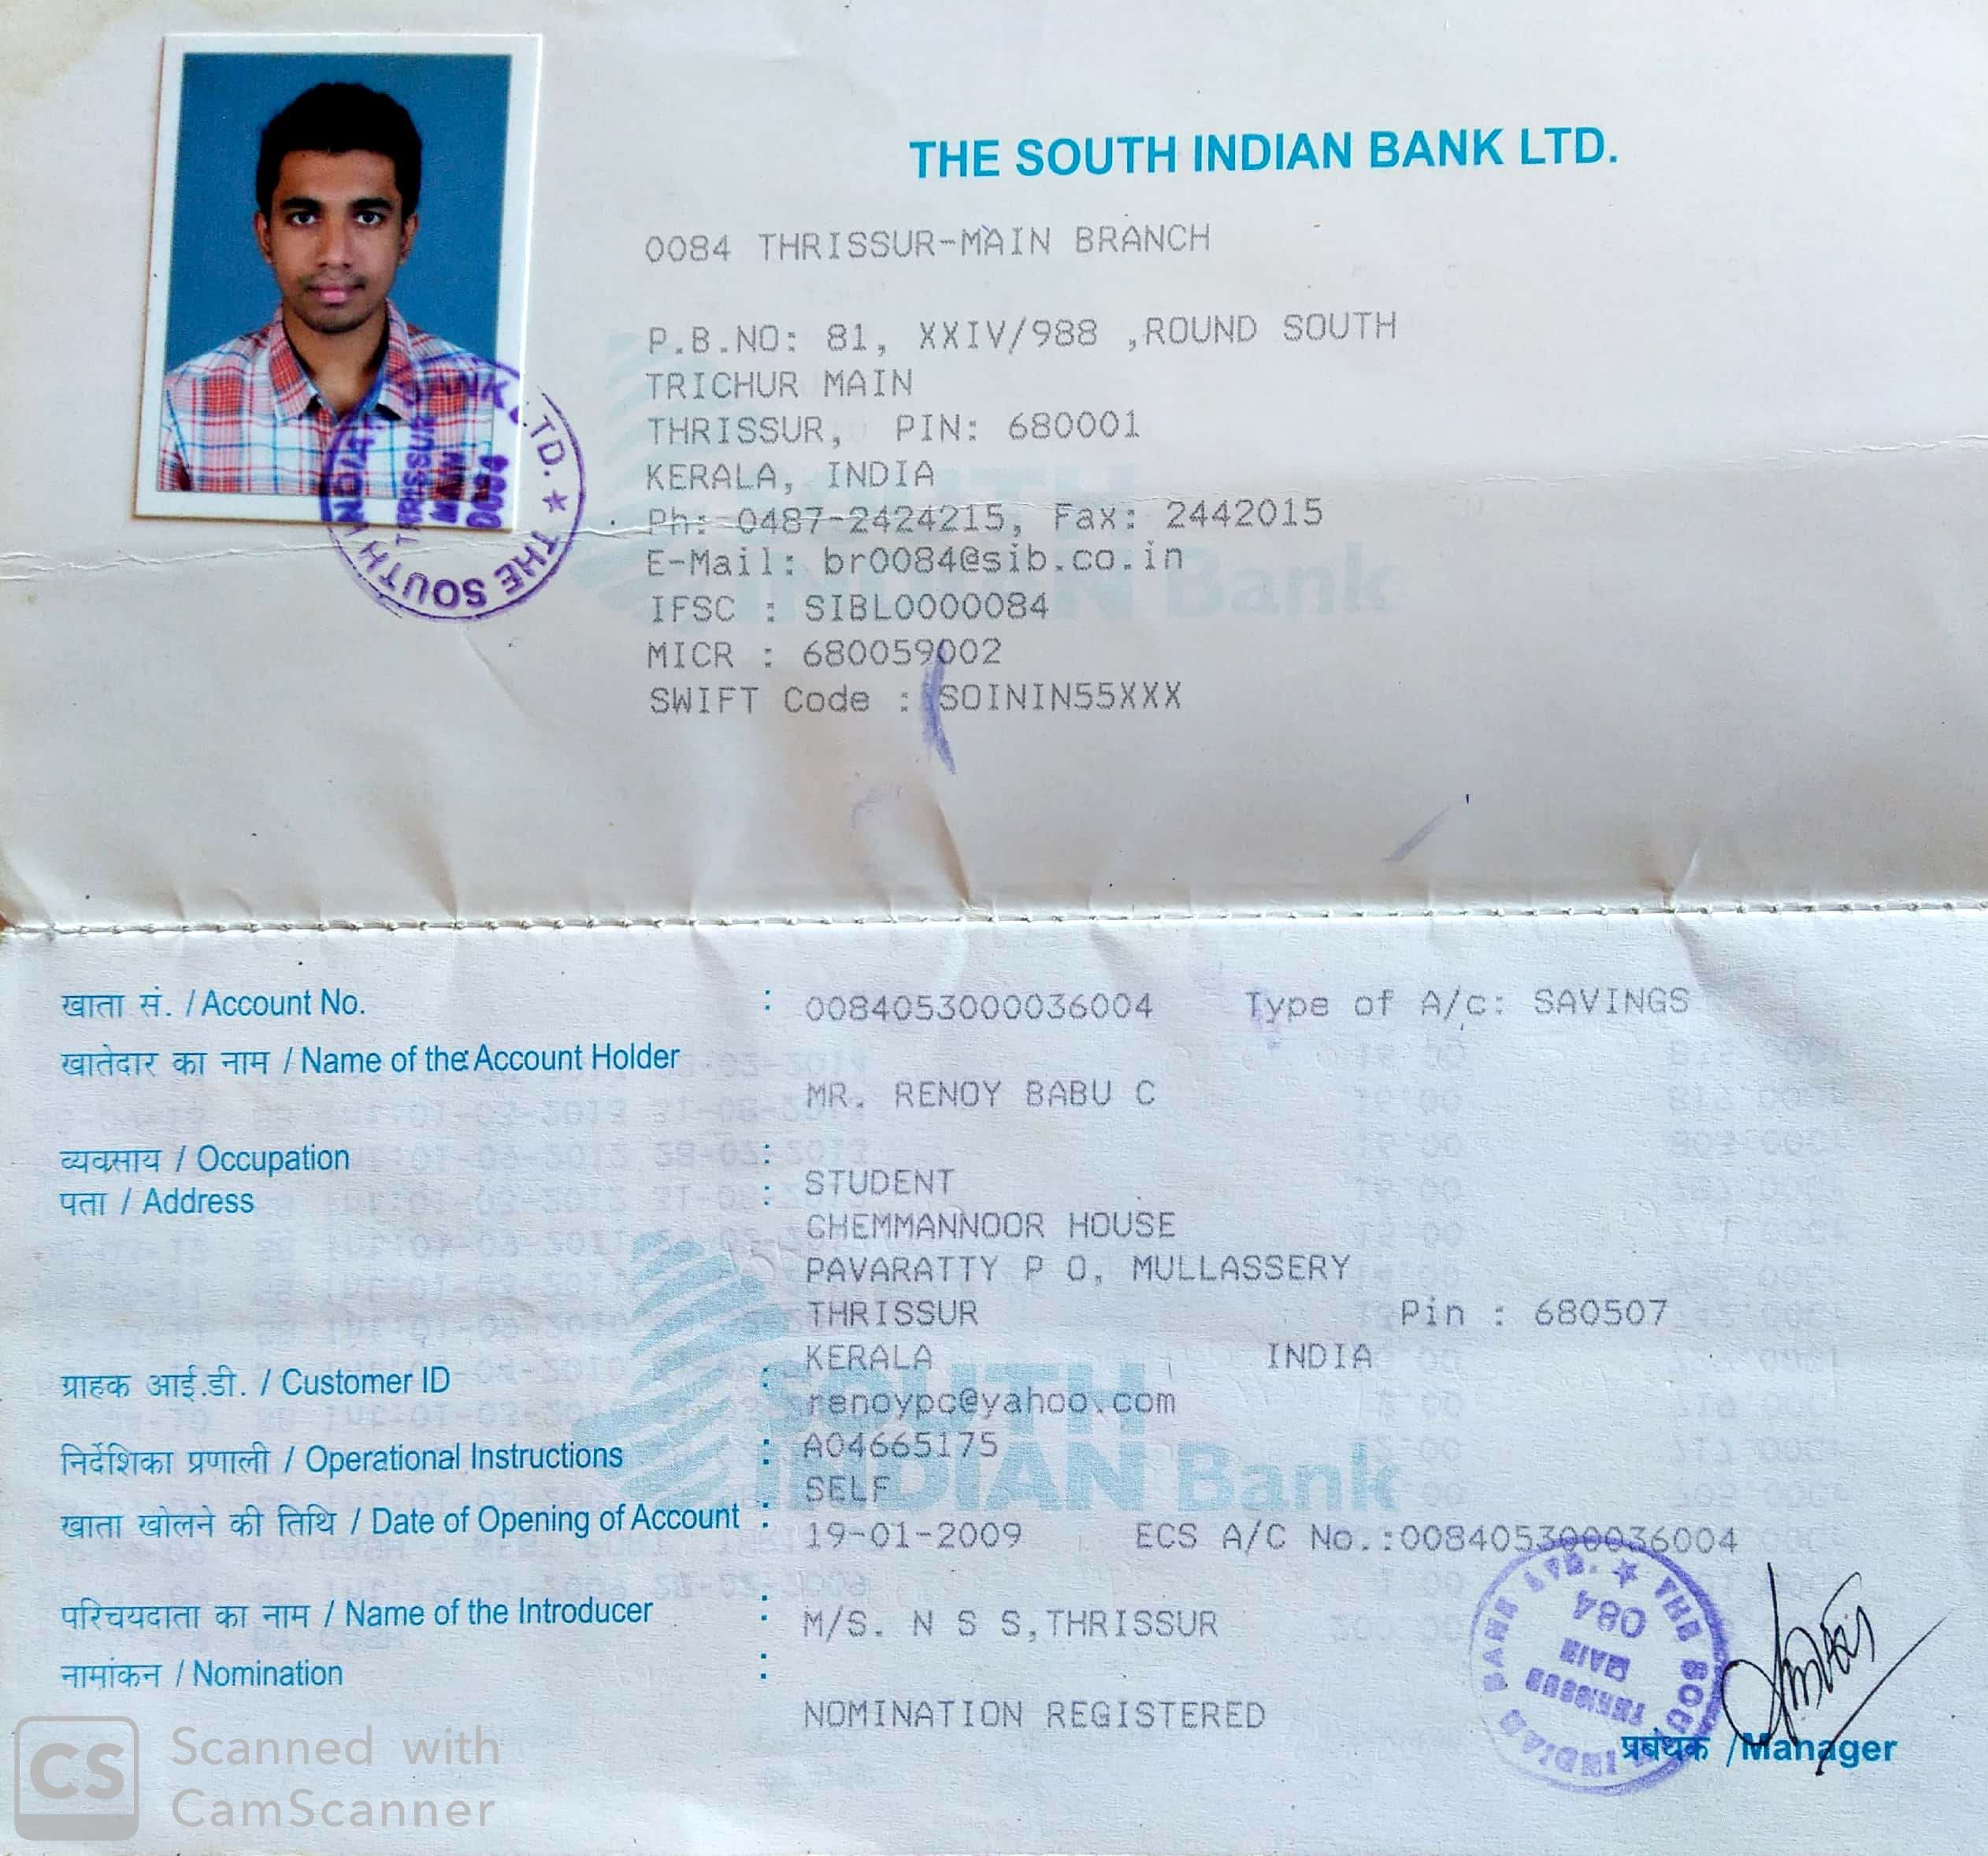 THE SOUTH INDIAN BANK LTD.
0084 THRISSUR-MAIN BRANCH
P.B.NO: 81, XXIV/988 ,ROUND SOUTH
TRICHUR MAIN
THRISSUR, PIN: 680001
KERALA, INDIA
Ph: 0487-2424215, Fax: 2442015
E-Mail: br0084@sib.co.in
IFSC : SIBL0000084
MICR : 680059002
SWIFT Code : SOININ55XXX
THE SOUTH INDIAN BANK LTD. ★
THRISSUR
MAIN
0084
SOUTH
INDIAN Bank
खाता सं. / Account No. : 0084053000036004 Type of A/c: SAVINGS
खातेदार का नाम / Name of the Account Holder
MR. RENOY BABU C
व्यवसाय / Occupation :
STUDENT
पता / Address :
CHEMMANNOOR HOUSE
PAVARATTY P O, MULLASSERY
THRISSUR Pin : 680507
KERALA INDIA
ग्राहक आई.डी. / Customer ID :
renoypc@yahoo.com
निर्देशिका प्रणाली / Operational Instructions : A04665175
SELF
खाता खोलने की तिथि / Date of Opening of Account :
19-01-2009 ECS A/C No.:0084053000036004
परिचयदाता का नाम / Name of the Introducer : M/S. N S S,THRISSUR
नामांकन / Nomination :
NOMINATION REGISTERED
SOUTH
INDIAN Bank
THE SOUTH INDIAN BANK LTD. ★
THRISSUR
MAIN
084
प्रबंधक / Manager
CS Scanned with
CamScanner